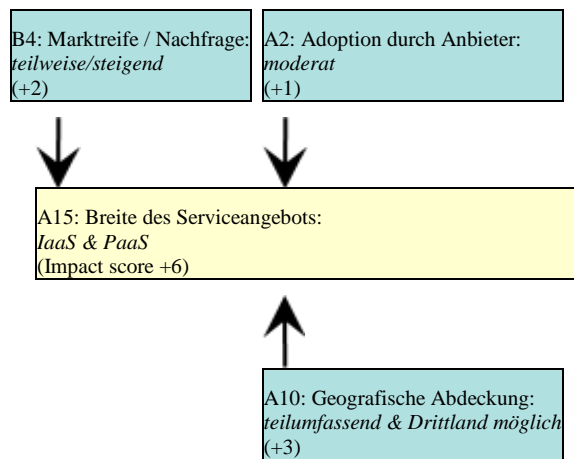 B4: Marktreife / Nachfrage:
teilweise/steigend
(+2)
A2: Adoption durch Anbieter:
moderat
(+1)
A15: Breite des Serviceangebots:
IaaS & PaaS
(Impact score +6)
A10: Geografische Abdeckung:
teilumfassend & Drittland möglich
(+3)